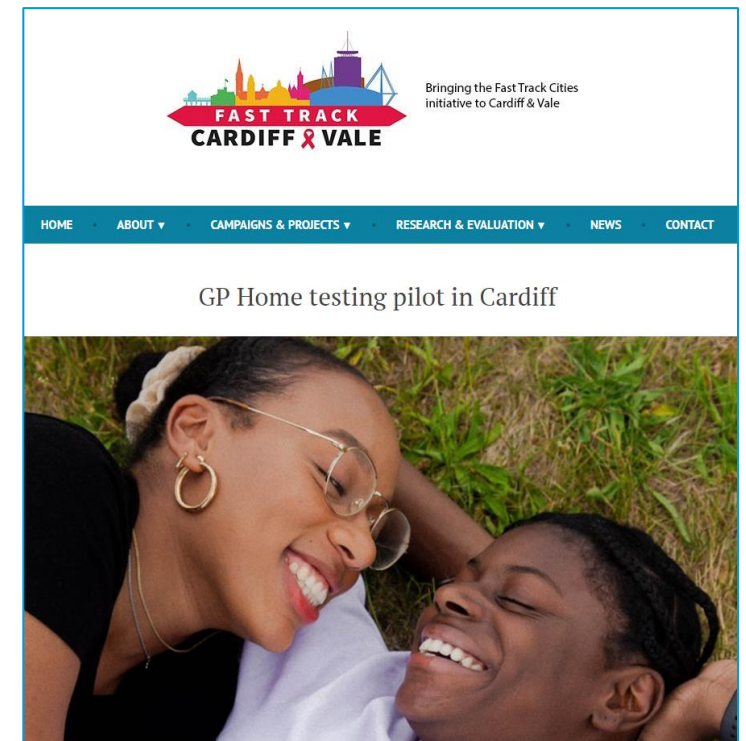 FAST TRACK
CARDIFF & VALE
Bringing the Fast Track Cities
initiative to Cardiff & Vale
HOME ABOUT ▾ CAMPAIGNS & PROJECTS ▾ RESEARCH & EVALUATION ▾ NEWS CONTACT
GP Home testing pilot in Cardiff